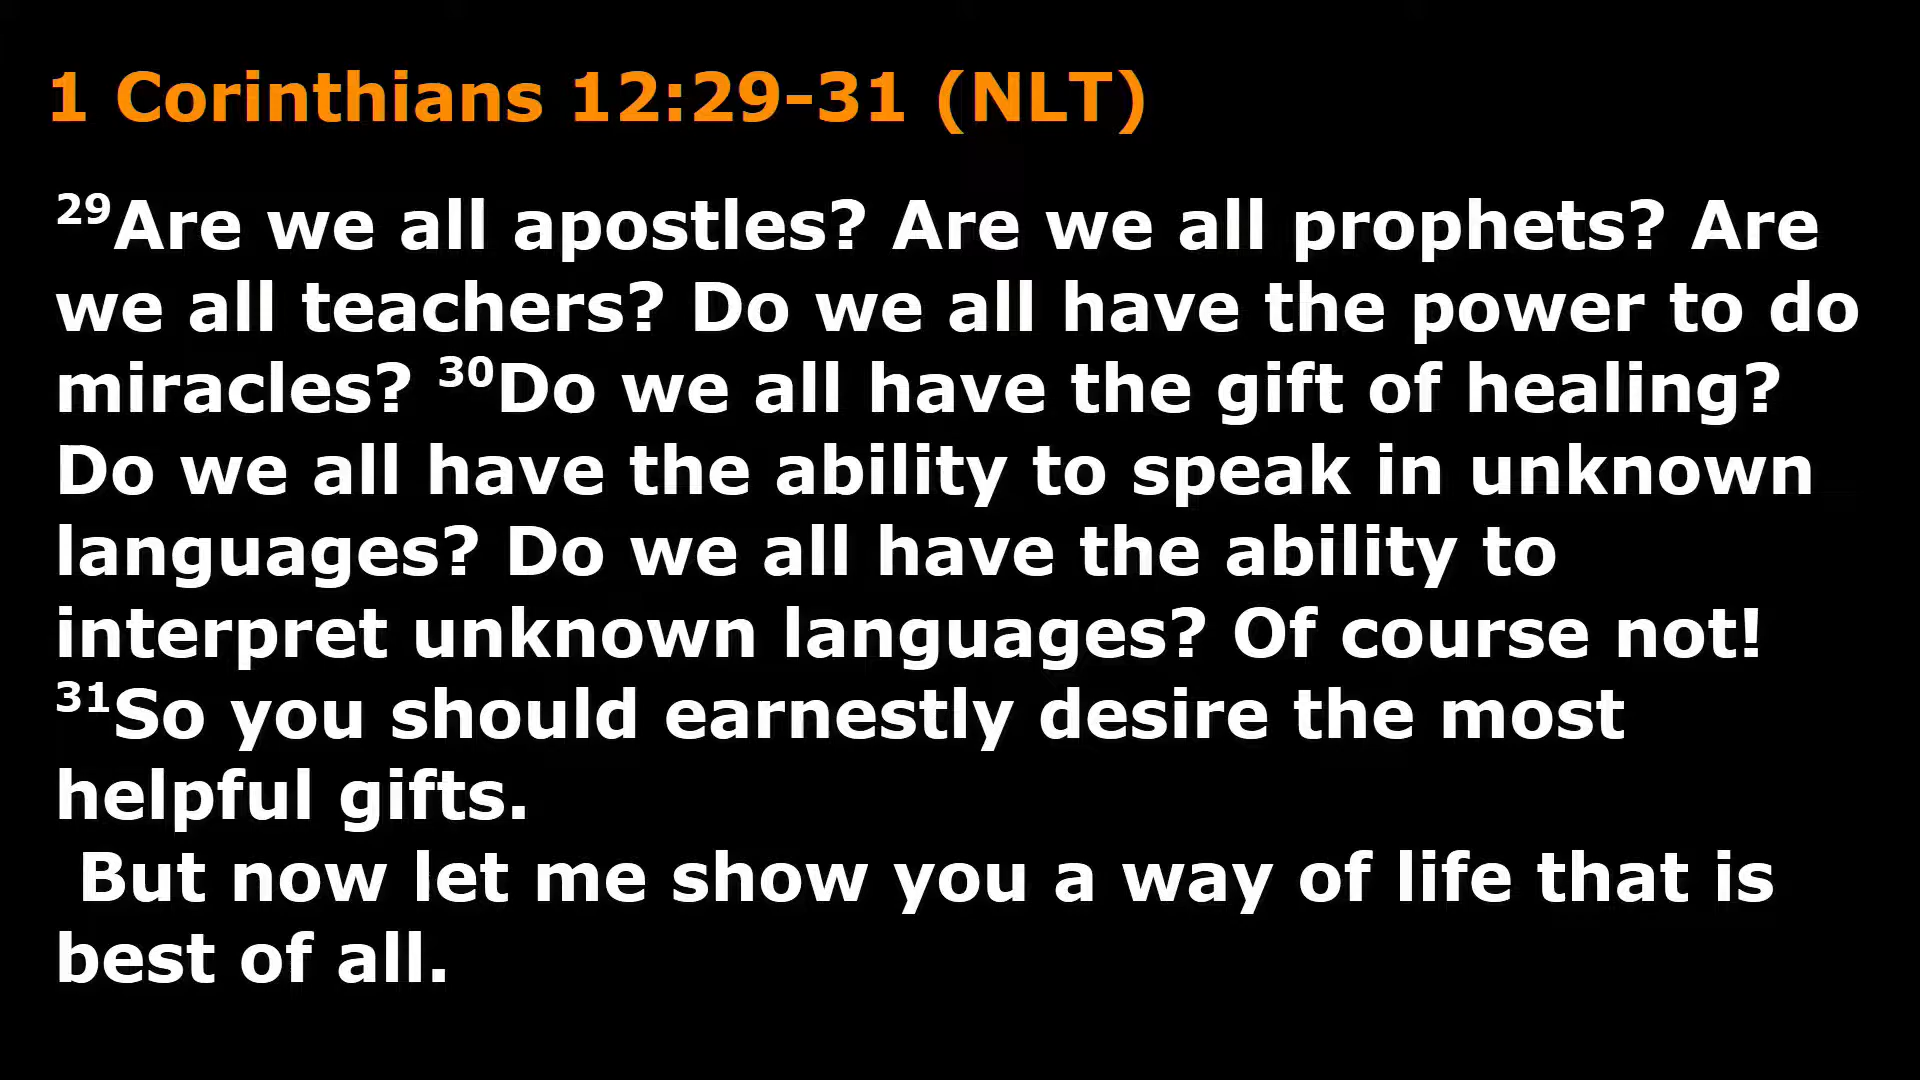 1 Corinthians 12:29-31 (NLT)
29Are we all apostles? Are we all prophets? Are
we all teachers? Do we all have the power to do
miracles? 30Do we all have the gift of healing?
Do we all have the ability to speak in unknown
languages? Do we all have the ability to
interpret unknown languages? Of course not!
31So you should earnestly desire the most
helpful gifts.
But now let me show you a way of life that is
best of all.